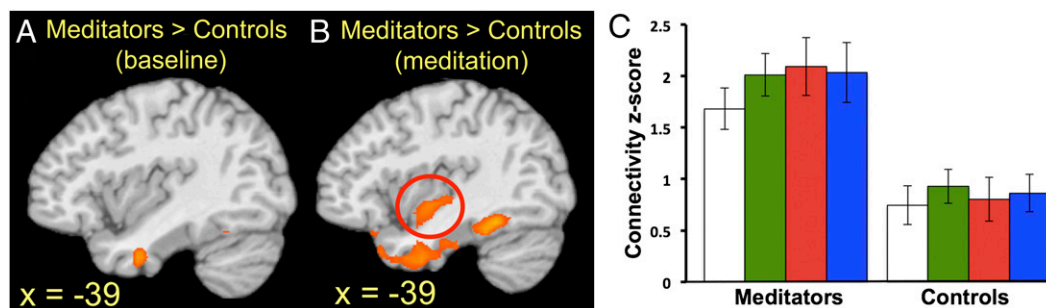 A Meditators > Controls
(baseline)
x = -39
B Meditators > Controls
(meditation)
x = -39
C
Connectivity z-score
2.5
2
1.5
1
0.5
0
Meditators
Controls